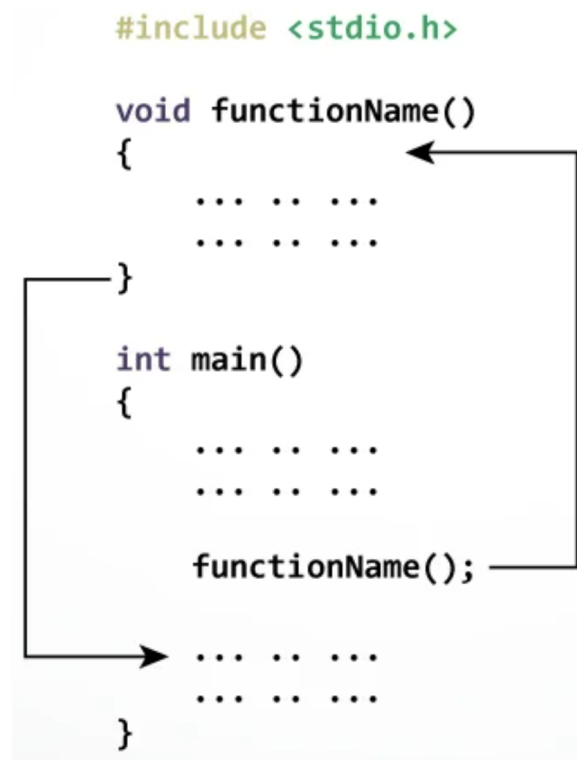 #include <stdio.h>
void functionName()
{
... .. ...
... .. ...
}
int main()
{
... .. ...
... .. ...
functionName();
... .. ...
... .. ...
}